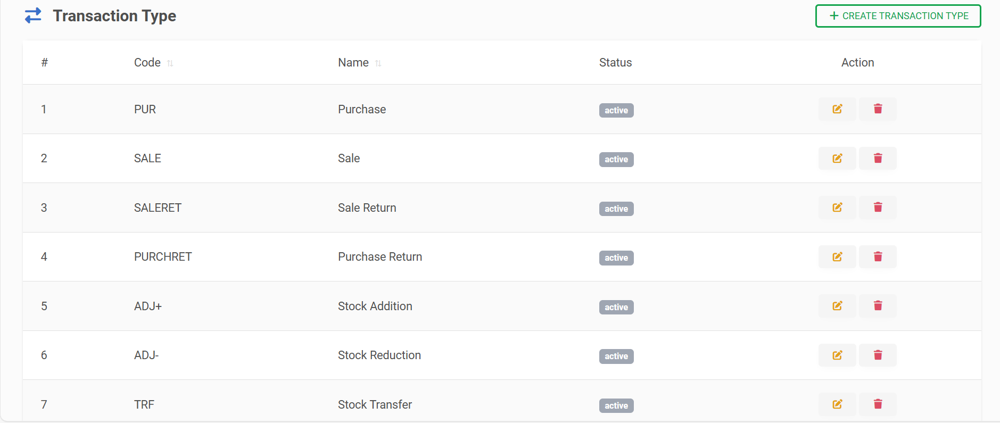 Transaction Type
+ CREATE TRANSACTION TYPE
# Code Name Status Action
1 PUR Purchase active
2 SALE Sale active
3 SALERET Sale Return active
4 PURCHRET Purchase Return active
5 ADJ+ Stock Addition active
6 ADJ- Stock Reduction active
7 TRF Stock Transfer active